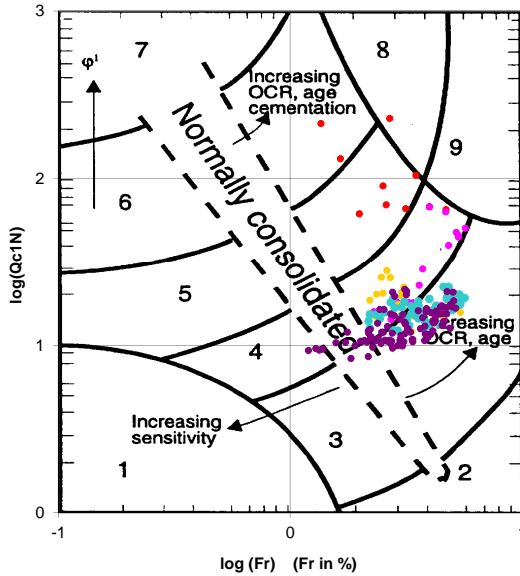 3
7
8
φ¹
Increasing
OCR, age
cementation
9
Normally consolidated
2
6
log(Qc1N)
5
Increasing
OCR, age
1
4
Increasing
sensitivity
3
1
2
0
-1
0
1
log (Fr) (Fr in %)